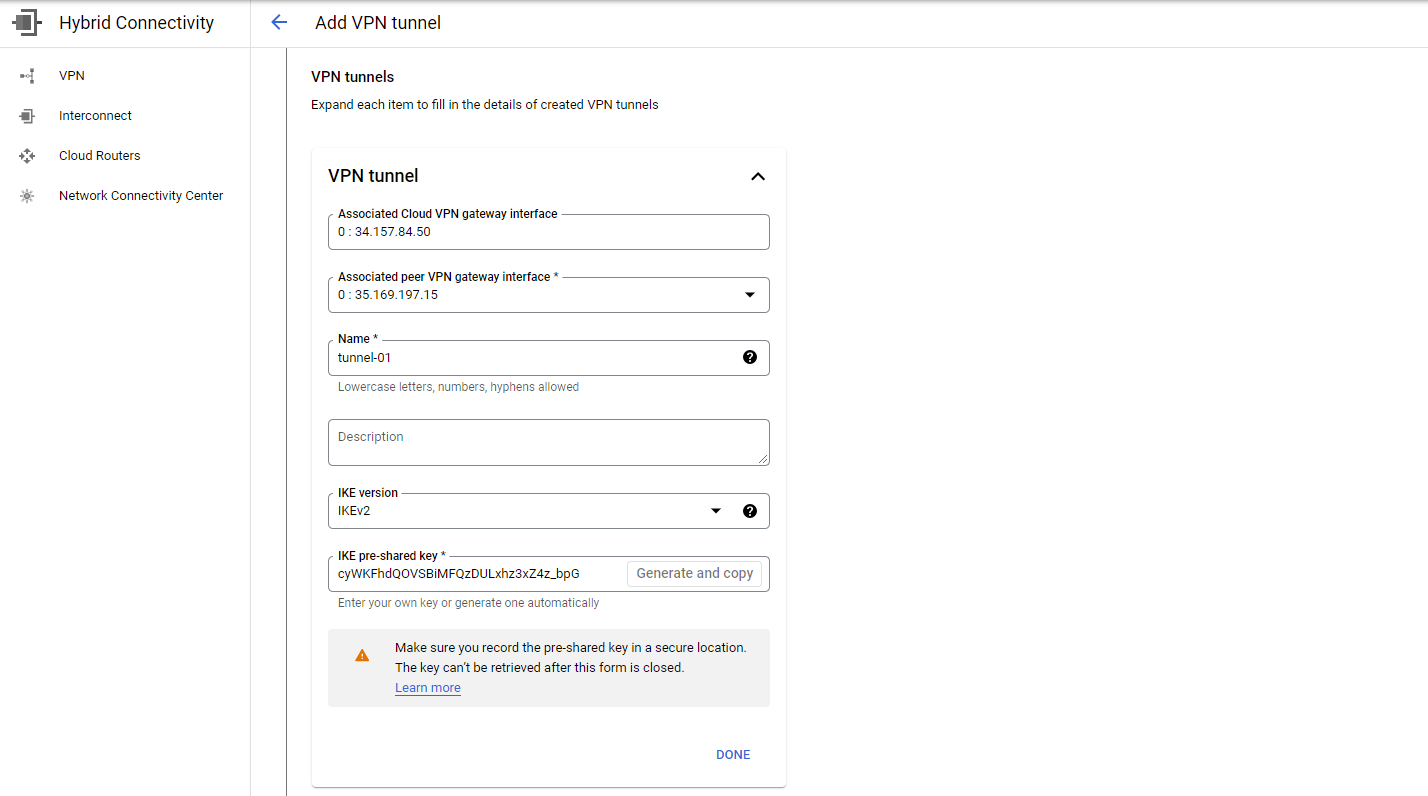 Hybrid Connectivity
Add VPN tunnel
VPN
Interconnect
Cloud Routers
Network Connectivity Center
VPN tunnels
Expand each item to fill in the details of created VPN tunnels
VPN tunnel
Associated Cloud VPN gateway interface
0 : 34.157.84.50
Associated peer VPN gateway interface *
0 : 35.169.197.15
Name *
tunnel-01
Lowercase letters, numbers, hyphens allowed
Description
IKE version
IKEv2
IKE pre-shared key *
cyWKFhdQOVSBiMFQzDULxhz3xZ4z_bpG
Generate and copy
Enter your own key or generate one automatically
Make sure you record the pre-shared key in a secure location.
The key can't be retrieved after this form is closed.
Learn more
DONE